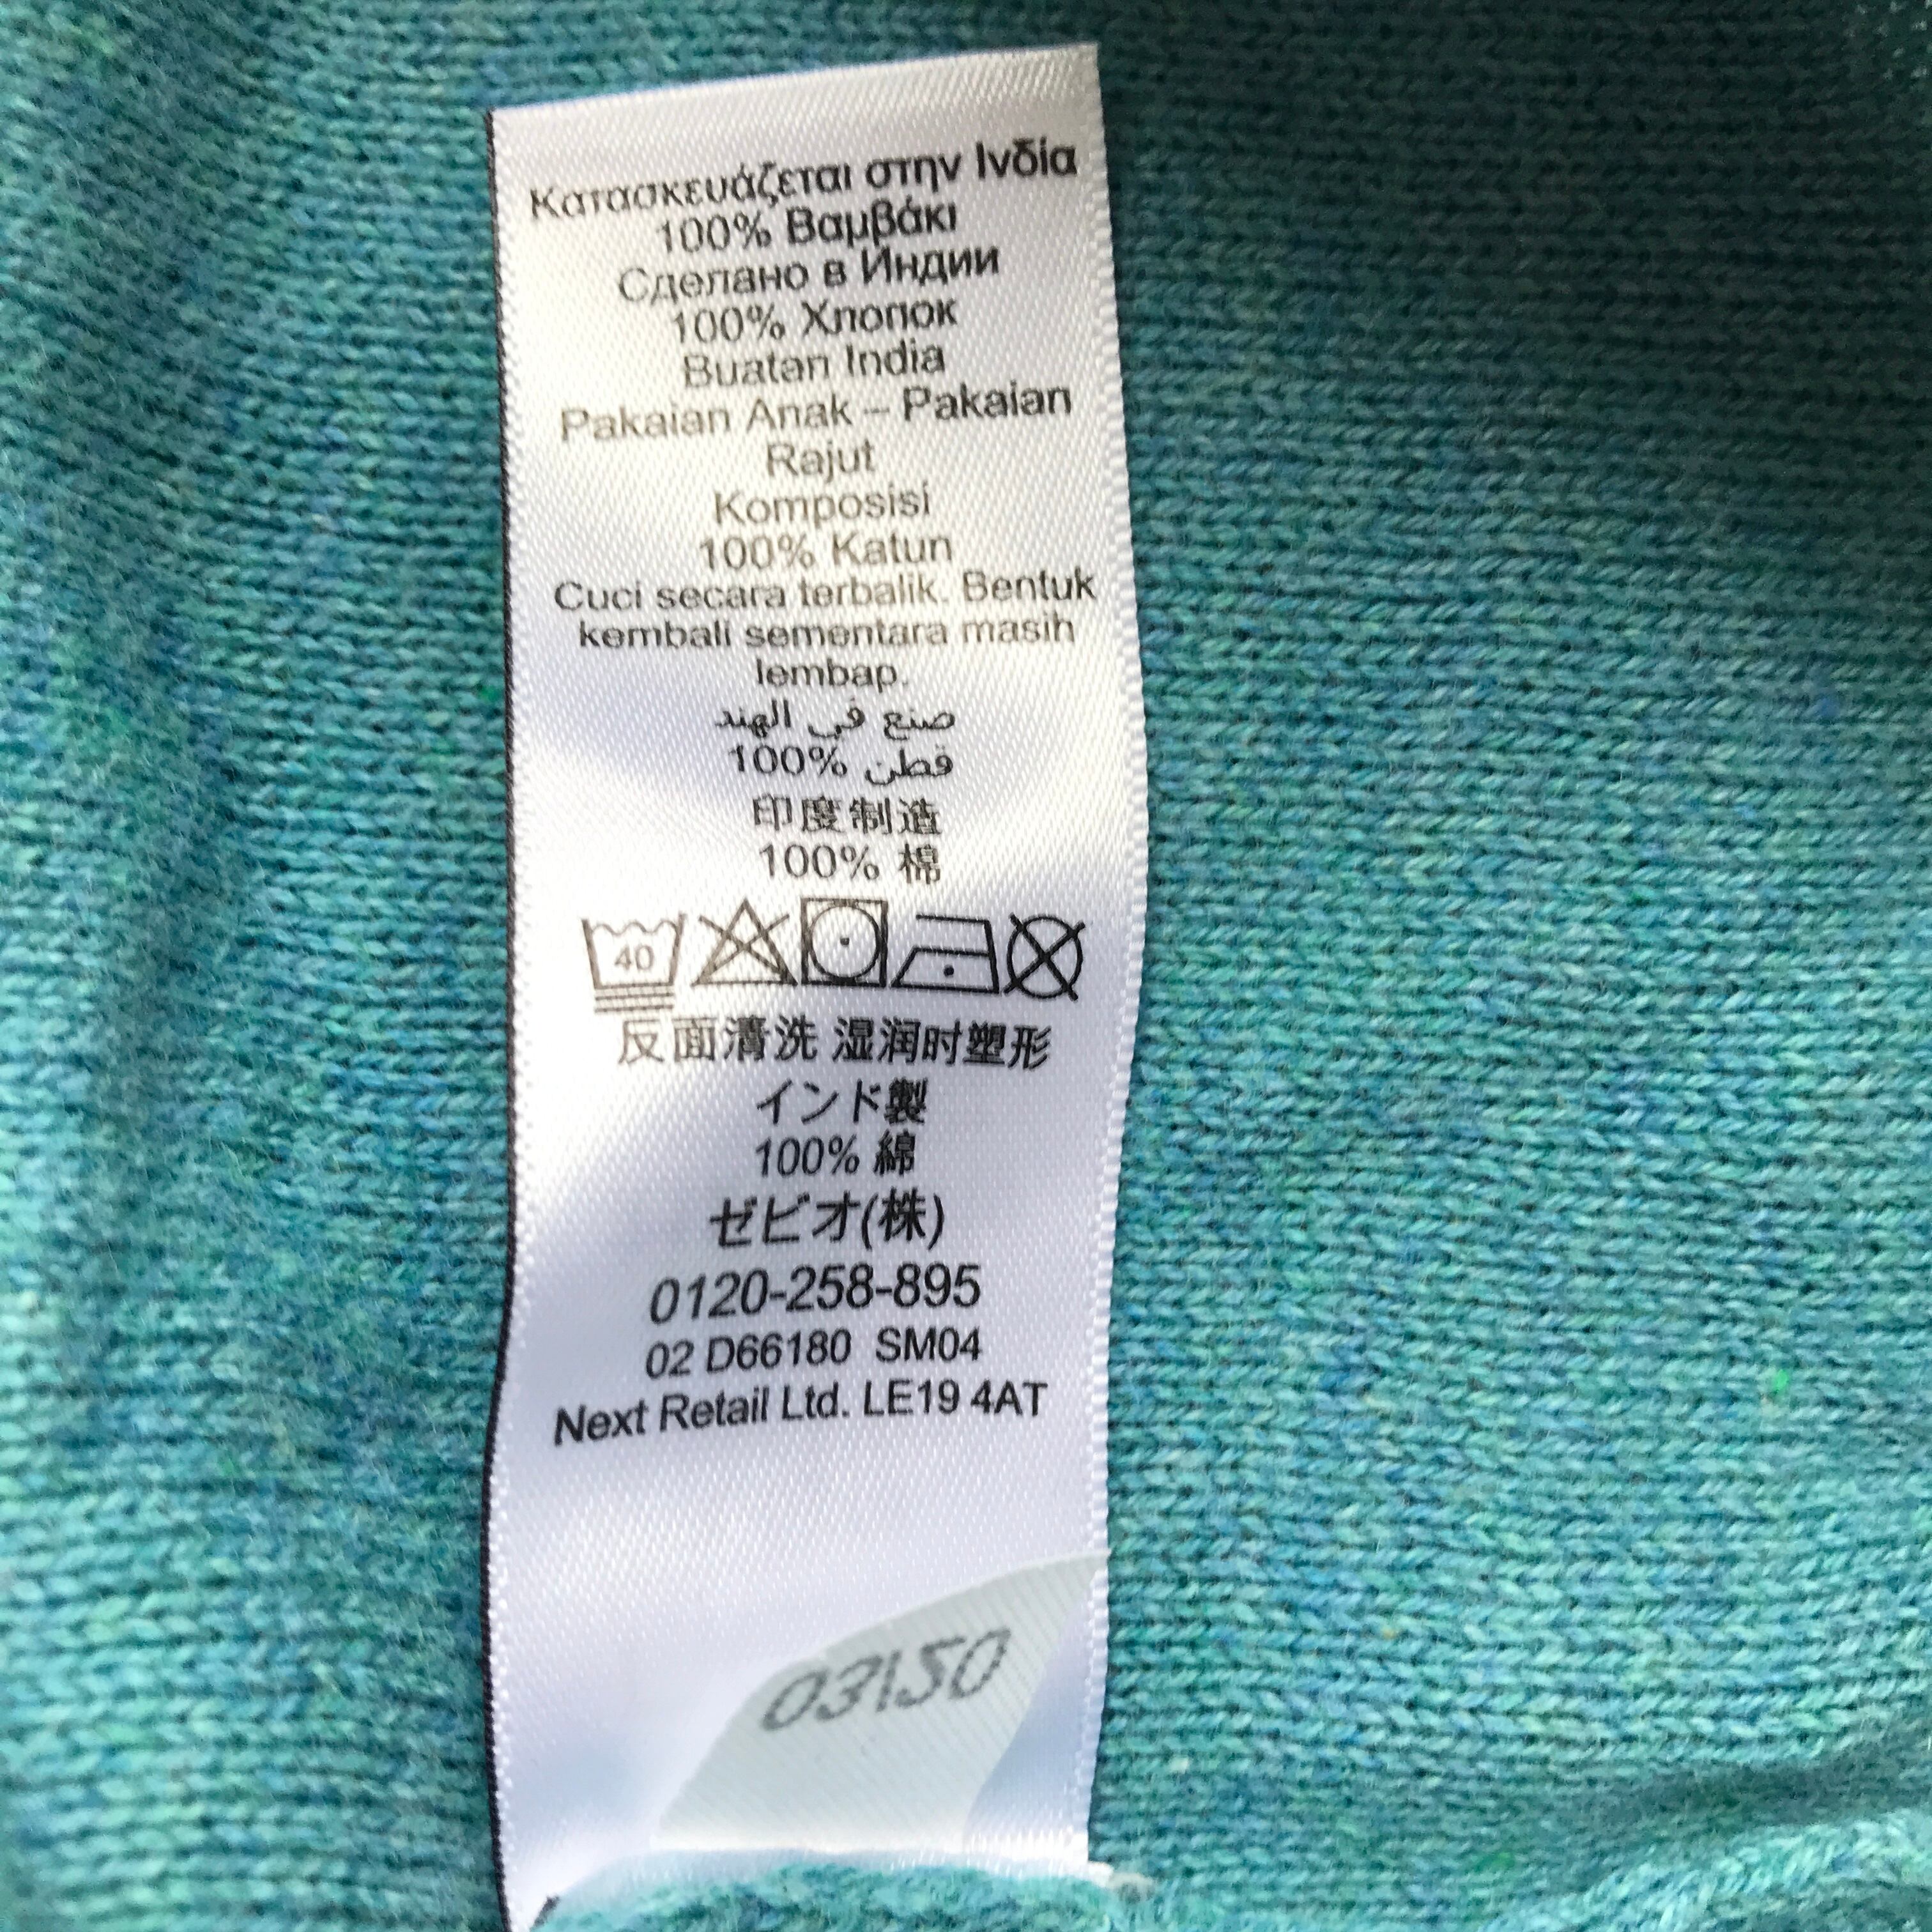 Κατασκευάζεται στην Ινδία
100% Βαμβάκι
Сделано в Индии
100% Хлопок
Buatan India
Pakaian Anak – Pakaian
Rajut
Komposisi
100% Katun
Cuci secara terbalik. Bentuk
kembali sementara masih
lembap.
صنع في الهند
100% قطن
印度制造
100% 棉
40
反面清洗 湿润时塑形
インド製
100% 綿
ゼビオ(株)
0120-258-895
02 D66180 SM04
Next Retail Ltd. LE19 4AT